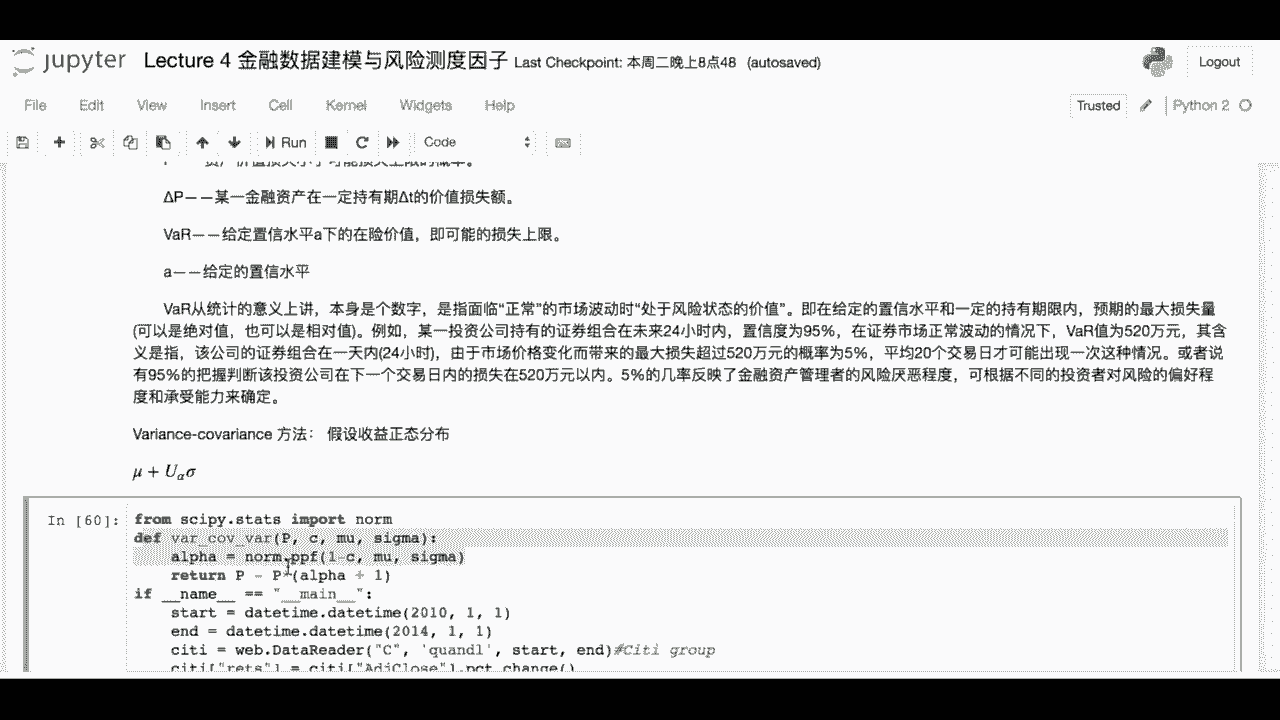 jupyter Lecture 4 金融数据建模与风险测度因子 Last Checkpoint: 本周二晚上8点48 (autosaved) Logout
File Edit View Insert Cell Kernel Widgets Help Trusted Python 2
Run Code
ΔP——某一金融资产在一定持有期Δt的价值损失额。
VaR——给定置信水平a下的在险价值，即可能的损失上限。
a——给定的置信水平
VaR从统计的意义上讲，本身是个数字，是指面临“正常”的市场波动时“处于风险状态的价值”。即在给定的置信水平和一定的持有期限内，预期的最大损失量
(可以是绝对值，也可以是相对值)。例如，某一投资公司持有的证券组合在未来24小时内，置信度为95%，在证券市场正常波动的情况下，VaR值为520万元，其含
义是指，该公司的证券组合在一天内(24小时)，由于市场价格变化而带来的最大损失超过520万元的概率为5%，平均20个交易日才可能出现一次这种情况。或者说
有95%的把握判断该投资公司在下一个交易日内的损失在520万元以内。5%的几率反映了金融资产管理者的风险厌恶程度，可根据不同的投资者对风险的偏好程
度和承受能力来确定。
Variance-covariance 方法： 假设收益正态分布
μ + Uασ
In [60]: from scipy.stats import norm
def var_cov_var(P, c, mu, sigma):
alpha = norm.ppf(1-c, mu, sigma)
return P - P*(alpha + 1)
if __name__ == "__main__":
start = datetime.datetime(2010, 1, 1)
end = datetime.datetime(2014, 1, 1)
citi = web.DataReader("C", 'quandl', start, end)#Citi group
citi["rets"] = citi["AdjClose"].pct_change()